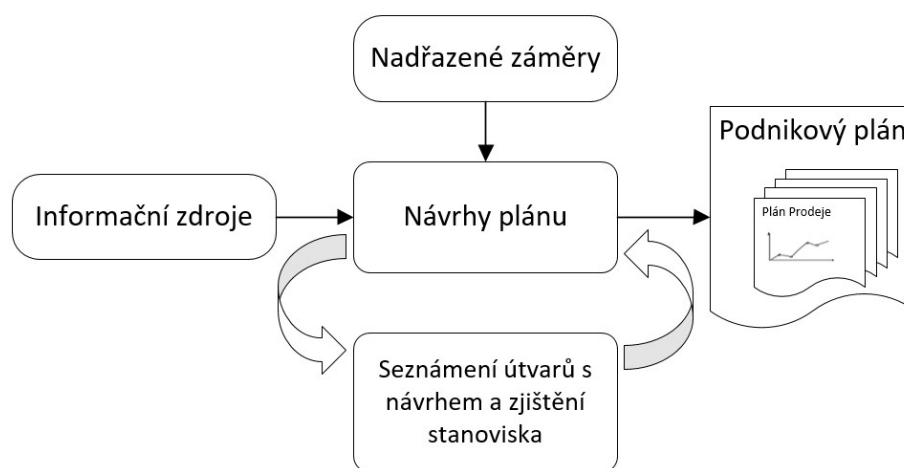 Nadřazené záměry
Podnikový plán
Plán Prodeje
Informační zdroje
Návrhy plánu
Seznámení útvarů s
návrhem a zjištění
stanoviska